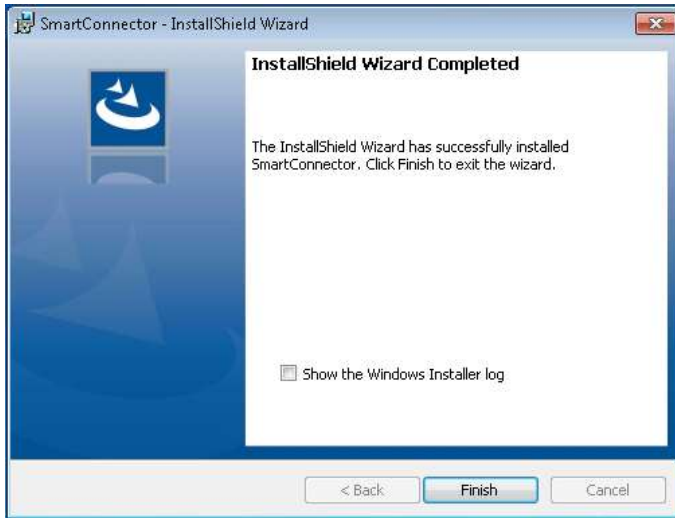 SmartConnector - InstallShield Wizard
InstallShield Wizard Completed
The InstallShield Wizard has successfully installed
SmartConnector. Click Finish to exit the wizard.
Show the Windows Installer log
< Back
Finish
Cancel